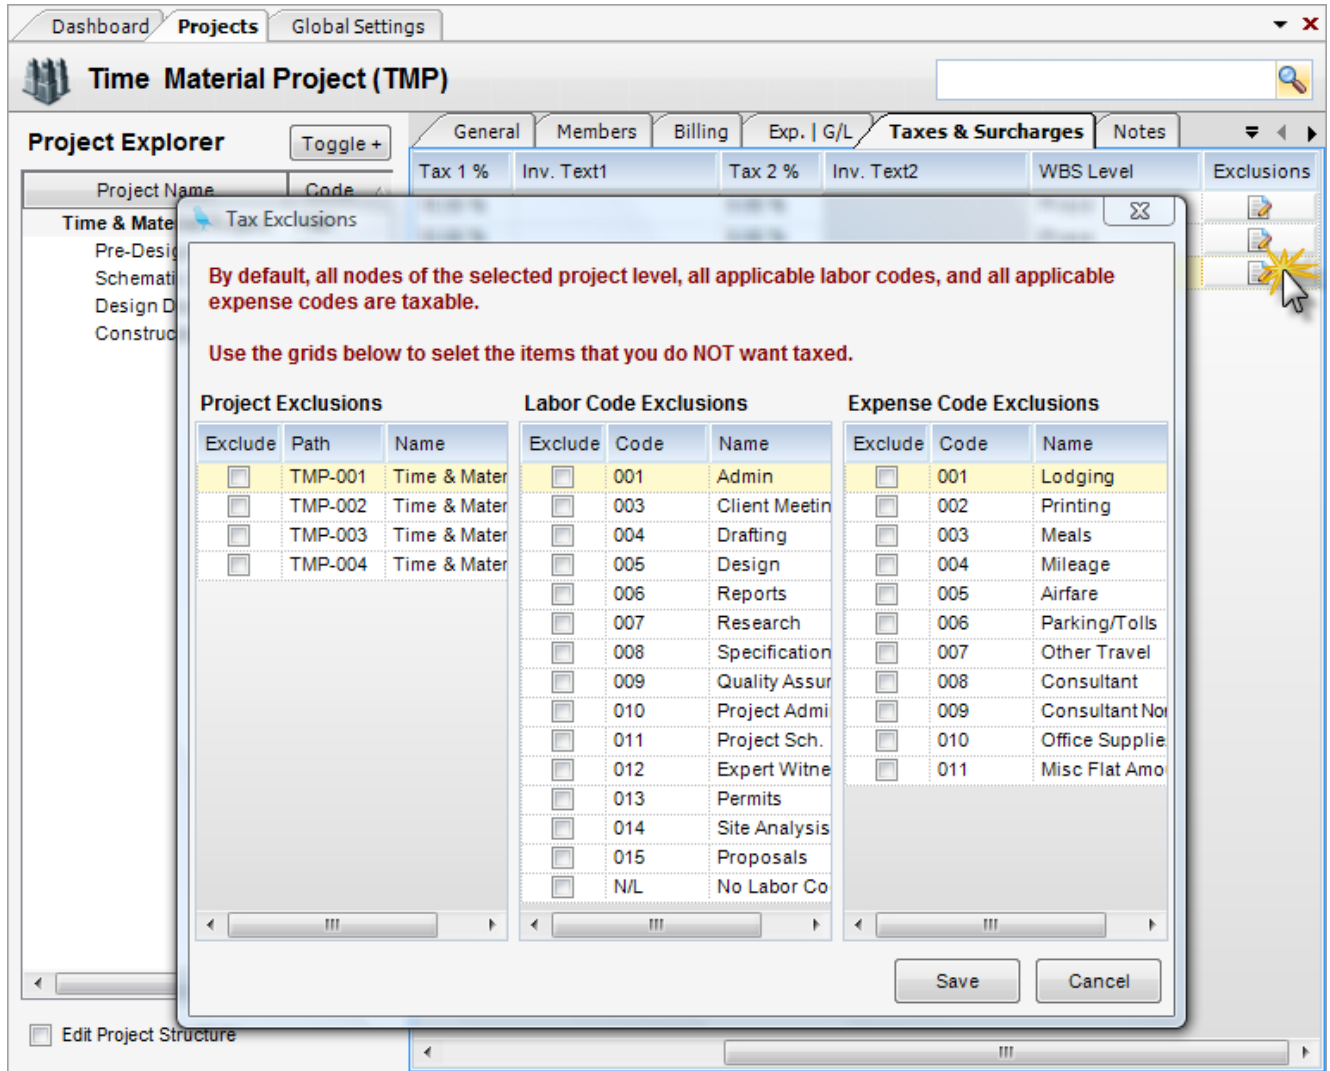 Dashboard Projects Global Settings
Time Material Project (TMP)
Project Explorer Toggle +
General Members Billing Exp. | G/L Taxes & Surcharges Notes
Tax 1 % Inv. Text1 Tax 2 % Inv. Text2 WBS Level Exclusions
Project Name Code
Time & Mate
Pre-Desig
Schemati
Design D
Construc
Tax Exclusions
By default, all nodes of the selected project level, all applicable labor codes, and all applicable
expense codes are taxable.
Use the grids below to selet the items that you do NOT want taxed.
Project Exclusions Labor Code Exclusions Expense Code Exclusions
Exclude Path Name Exclude Code Name Exclude Code Name
TMP-001 Time & Mater 001 Admin 001 Lodging
TMP-002 Time & Mater 003 Client Meetin 002 Printing
TMP-003 Time & Mater 004 Drafting 003 Meals
TMP-004 Time & Mater 005 Design 004 Mileage
006 Reports 005 Airfare
007 Research 006 Parking/Tolls
008 Specification 007 Other Travel
009 Quality Assur 008 Consultant
010 Project Admi 009 Consultant Nor
011 Project Sch. 010 Office Supplie
012 Expert Witne 011 Misc Flat Amo
013 Permits
014 Site Analysis
015 Proposals
N/L No Labor Co
Save Cancel
Edit Project Structure